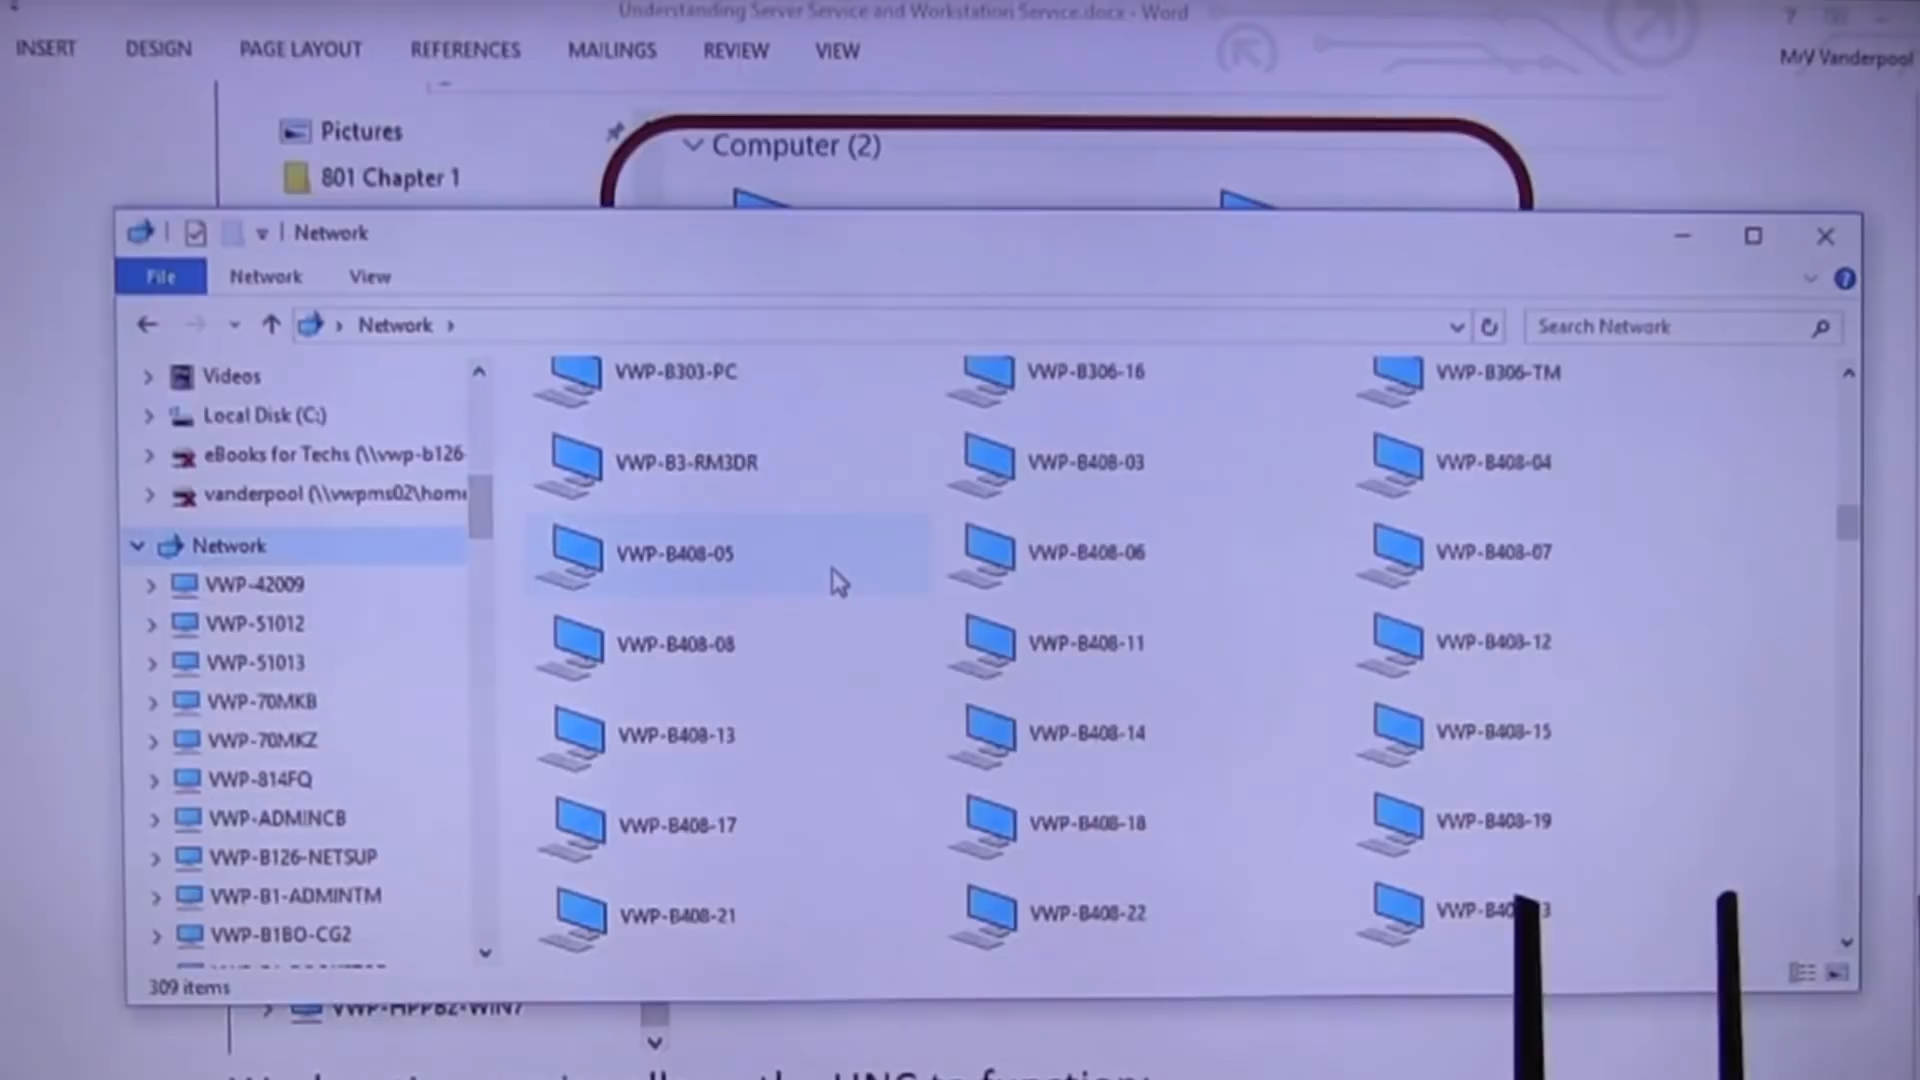 Understanding Server Service and Workstation Service.docx - Word
INSERT DESIGN PAGE LAYOUT REFERENCES MAILINGS REVIEW VIEW
MrV Vanderpool
Pictures
801 Chapter 1
Computer (2)
Network
File Network View
Network
Search Network
Videos
Local Disk (C:)
eBooks for Techs (\\vwp-b126-
vanderpool (\\vwpms02\home
Network
VWP-42009
VWP-51012
VWP-51013
VWP-70MKB
VWP-70MKZ
VWP-814FQ
VWP-ADMINCB
VWP-B126-NETSUP
VWP-B1-ADMINTM
VWP-B1BO-CG2
VWP-B303-PC VWP-B306-16 VWP-B306-TM
VWP-B3-RM3DR VWP-B408-03 VWP-B408-04
VWP-B408-05 VWP-B408-06 VWP-B408-07
VWP-B408-08 VWP-B408-11 VWP-B408-12
VWP-B408-13 VWP-B408-14 VWP-B408-15
VWP-B408-17 VWP-B408-18 VWP-B408-19
VWP-B408-21 VWP-B408-22
309 items
VWP-HPPB2-WIN7